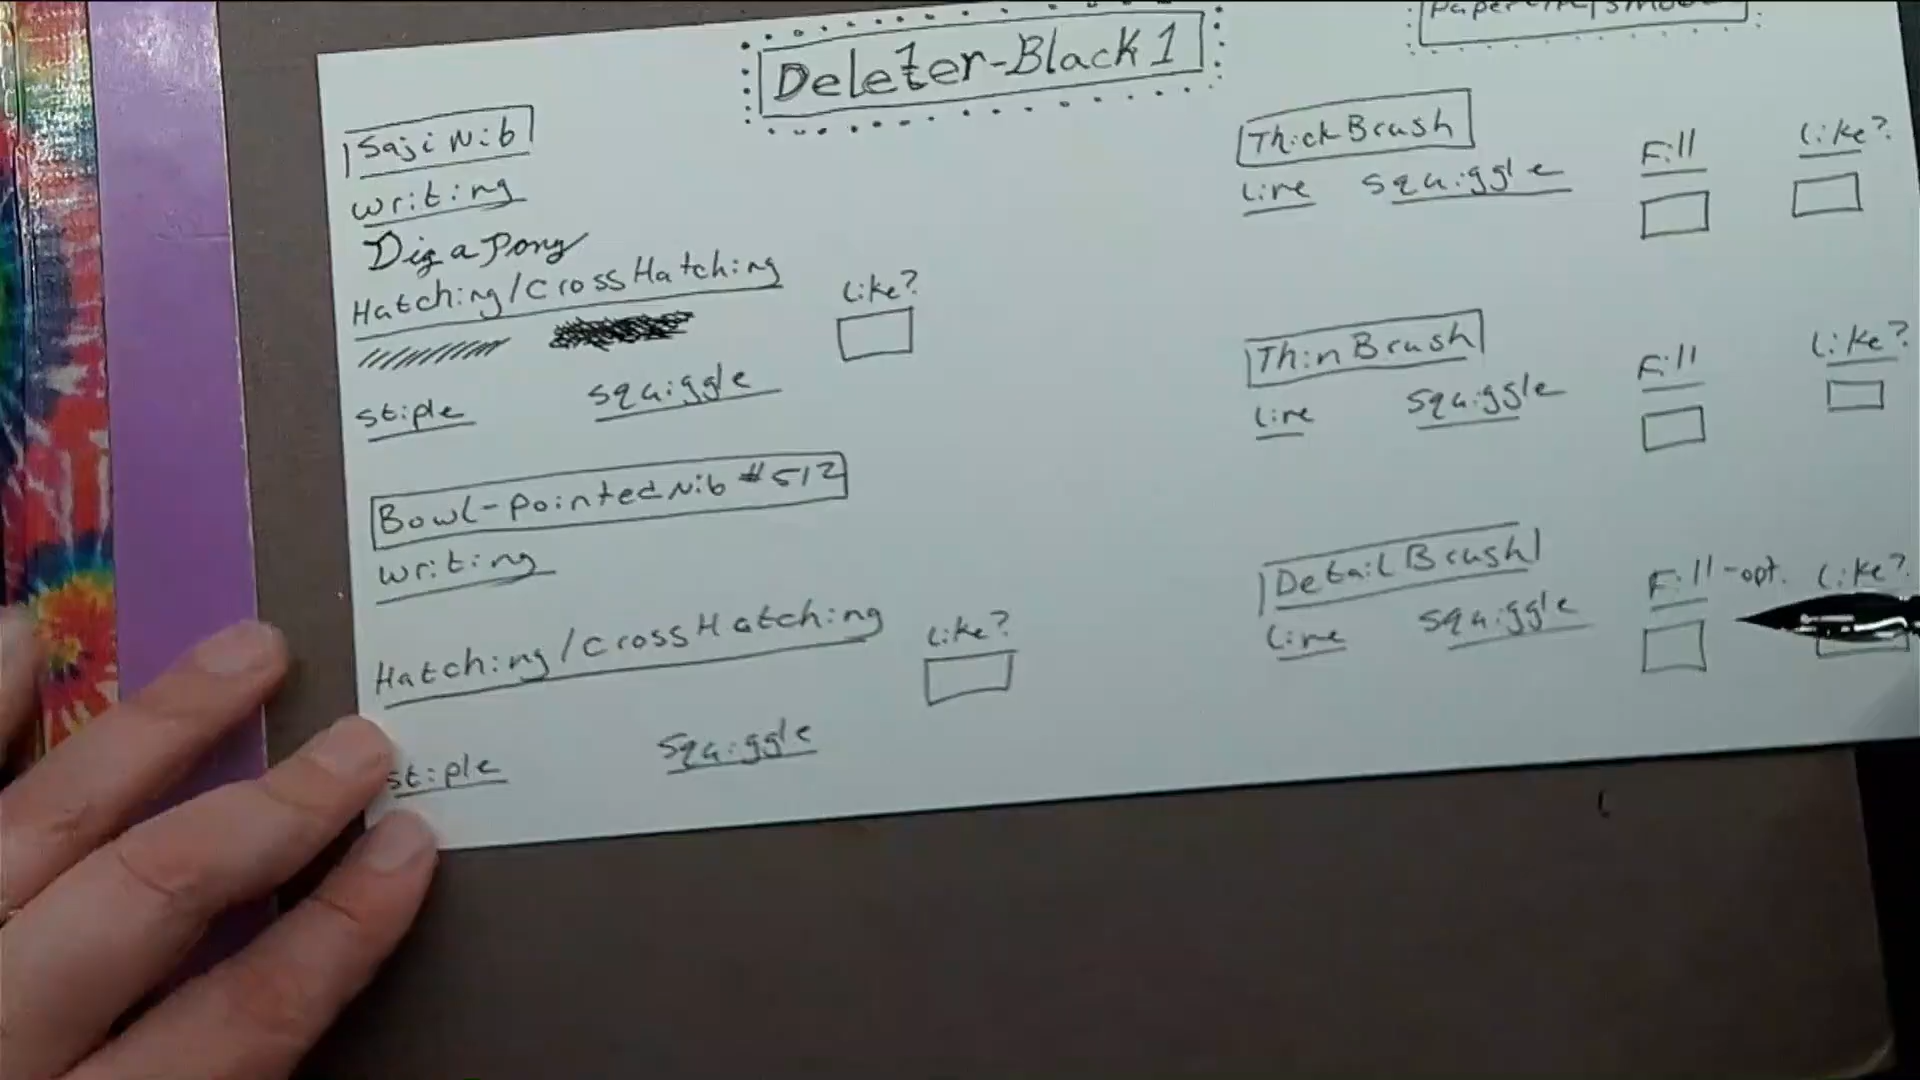 Deleter-Black 1
Saji Nib
Writing
Dig a Pony
Hatching/Cross Hatching
Like?
Stiple
Squiggle
Bowl-Pointed Nib #512
Writing
Hatching/Cross Hatching
Like?
Stiple
Squiggle
Thick Brush
Line Squiggle Fill Like?
Thin Brush
Line Squiggle Fill Like?
Detail Brush
Line Squiggle Fill-opt. Like?